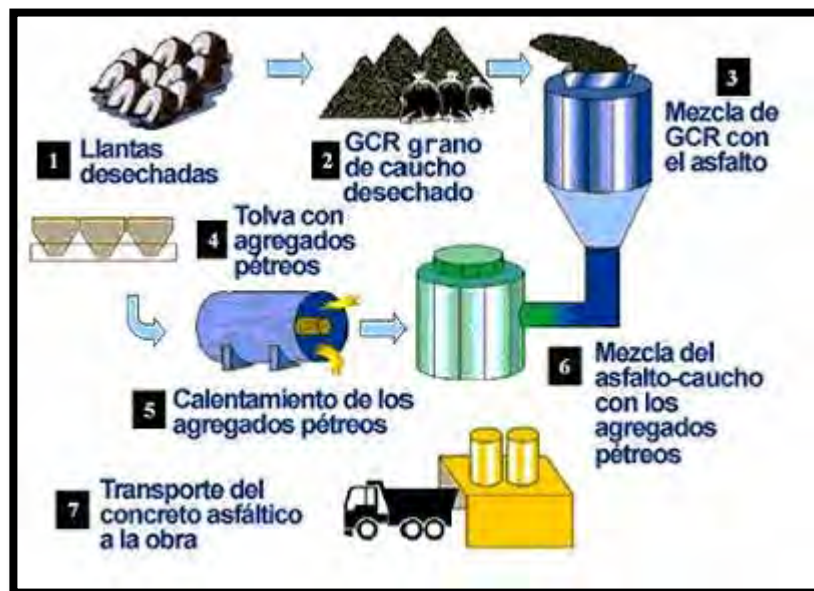 1 Llantas
desechadas
2 GCR grano
de caucho
desechado
3
Mezcla de
GCR con
el asfalto
4 Tolva con
agregados
pétreos
5 Calentamiento de los
agregados pétreos
6 Mezcla del
asfalto-caucho
con los
agregados
pétreos
7 Transporte del
concreto asfáltico
a la obra